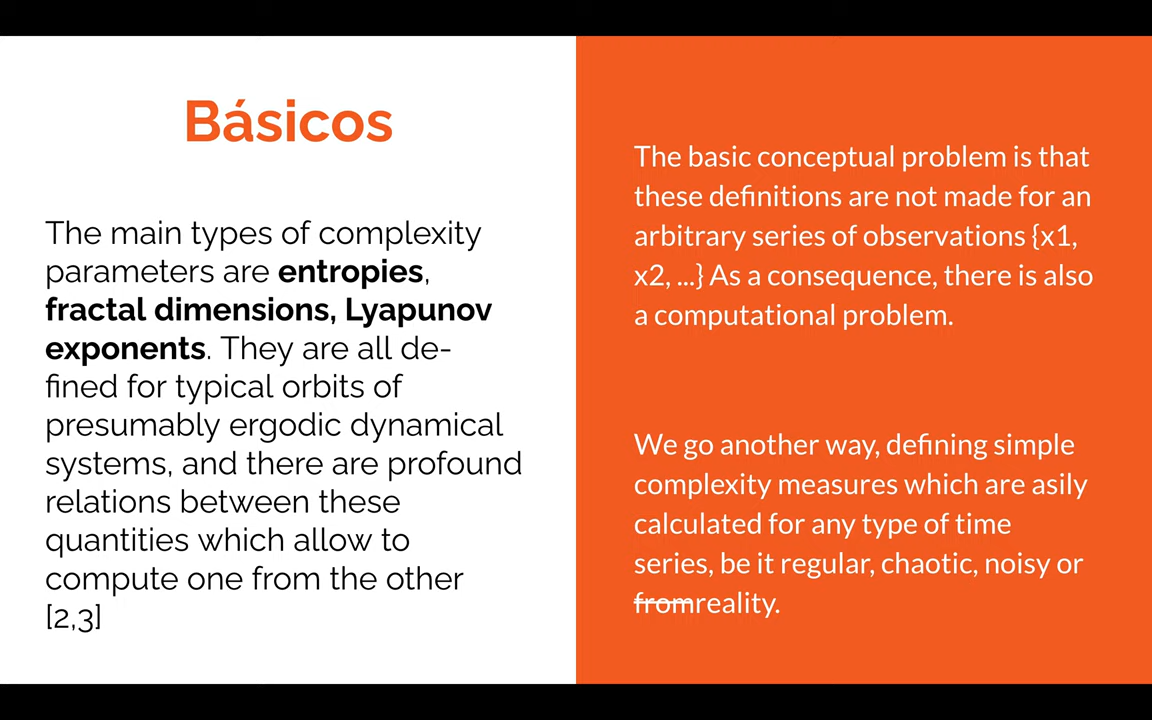 Básicos
The main types of complexity
parameters are entropies,
fractal dimensions, Lyapunov
exponents. They are all de-
fined for typical orbits of
presumably ergodic dynamical
systems, and there are profound
relations between these
quantities which allow to
compute one from the other
[2,3]
The basic conceptual problem is that
these definitions are not made for an
arbitrary series of observations {x1,
x2, ...} As a consequence, there is also
a computational problem.
We go another way, defining simple
complexity measures which are asily
calculated for any type of time
series, be it regular, chaotic, noisy or
fromreality.